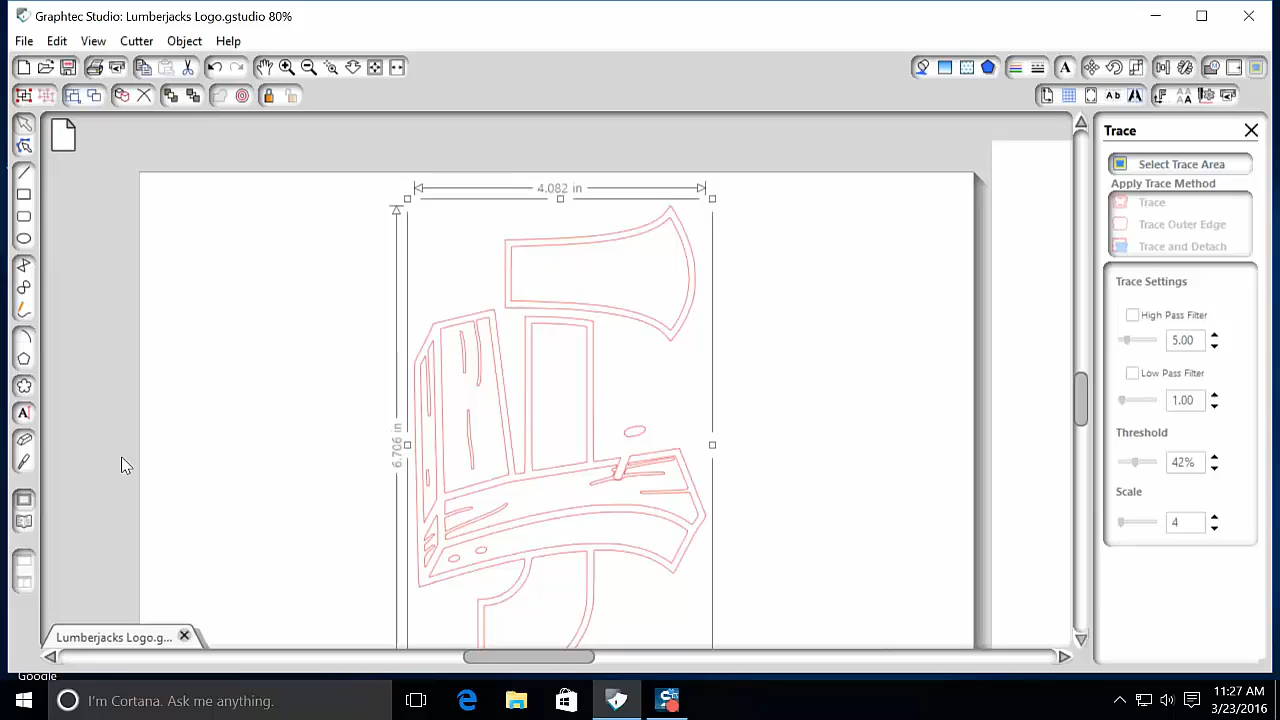 Graphtec Studio: Lumberjacks Logo.gstudio 80%
File Edit View Cutter Object Help
A
Ab
AA
Trace
Select Trace Area
Apply Trace Method
Trace
Trace Outer Edge
Trace and Detach
Trace Settings
High Pass Filter
5.00
Low Pass Filter
1.00
Threshold
42%
Scale
4
4.082 in
6.706 in
A
Lumberjacks Logo.g...
Google
I'm Cortana. Ask me anything.
11:27 AM
3/23/2016